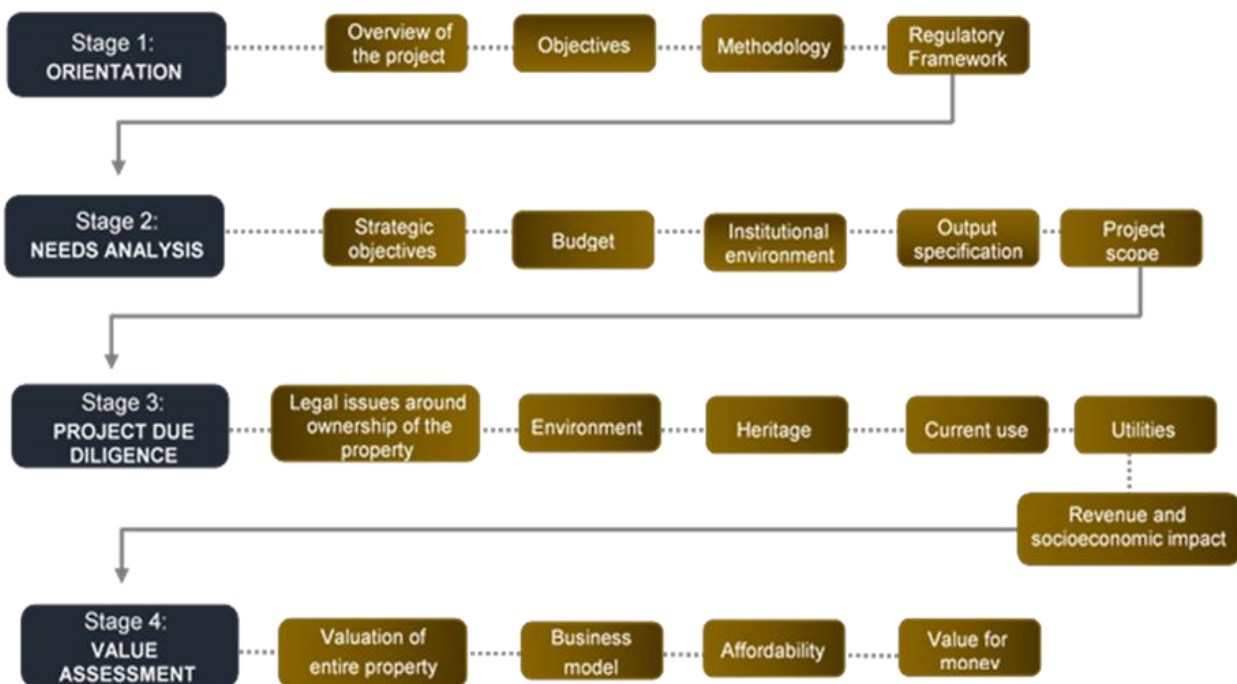 Stage 1:
ORIENTATION
Overview of
the project
Objectives
Methodology
Regulatory
Framework
Stage 2:
NEEDS ANALYSIS
Strategic
objectives
Budget
Institutional
environment
Output
specification
Project
scope
Stage 3:
PROJECT DUE
DILIGENCE
Legal issues around
ownership of the
property
Environment
Heritage
Current use
Utilities
Revenue and
socioeconomic impact
Stage 4:
VALUE
ASSESSMENT
Valuation of
entire property
Business
model
Affordability
Value for
money